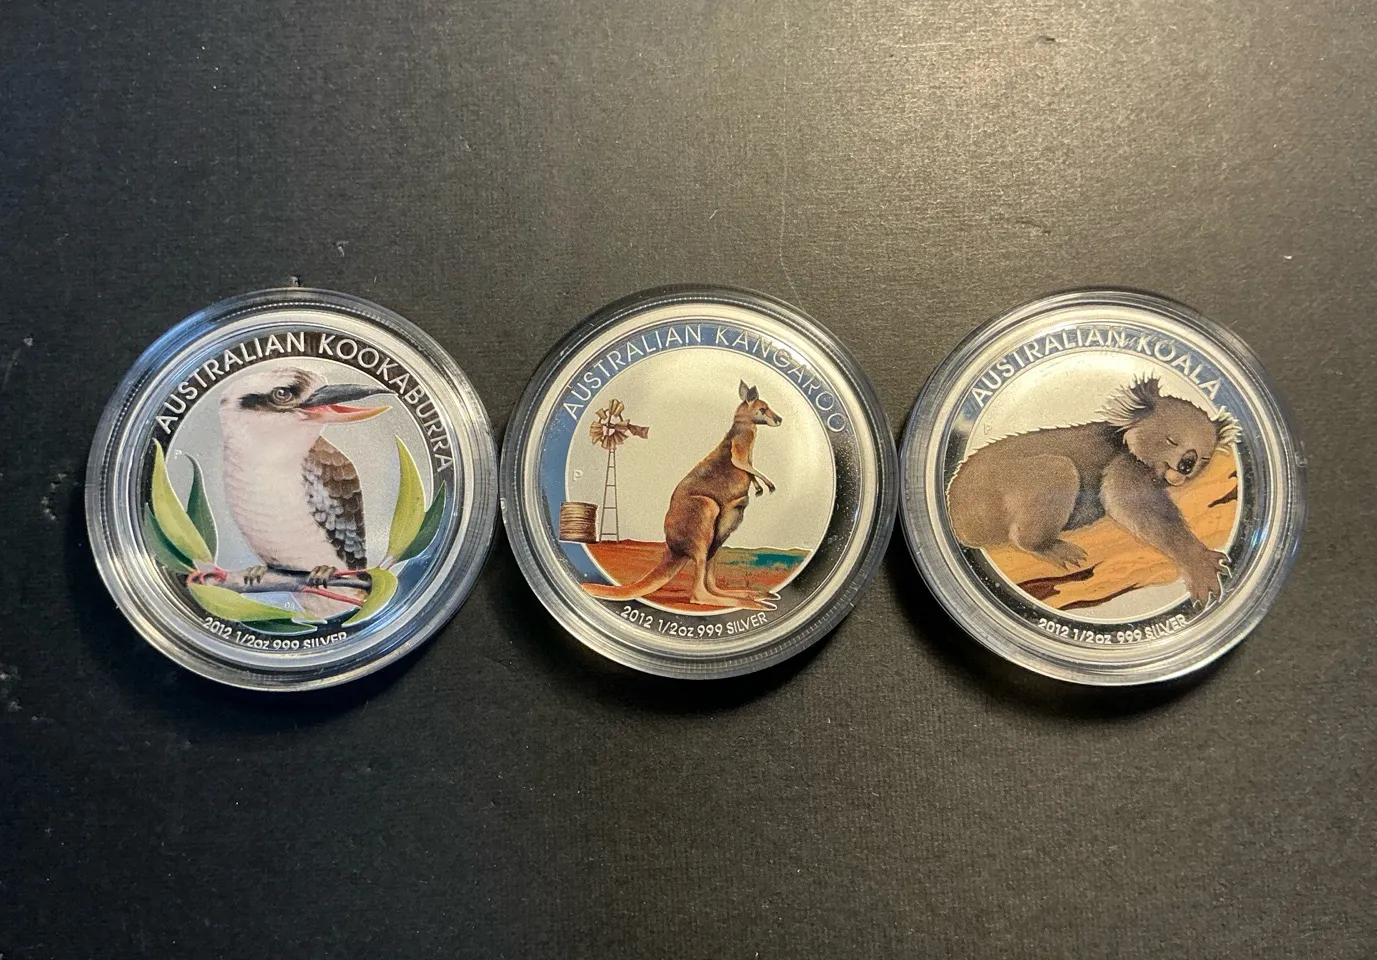 AUSTRALIAN KOOKABURRA
P
2012 1/2oz 999 SILVER
AUSTRALIAN KANGAROO
P
2012 1/2oz 999 SILVER
AUSTRALIAN KOALA
P
2012 1/2oz 999 SILVER